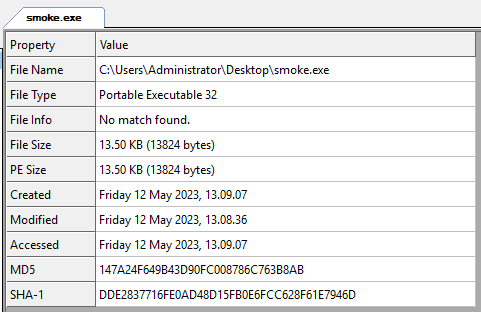 smoke.exe
Property Value
File Name C:\Users\Administrator\Desktop\smoke.exe
File Type Portable Executable 32
File Info No match found.
File Size 13.50 KB (13824 bytes)
PE Size 13.50 KB (13824 bytes)
Created Friday 12 May 2023, 13.09.07
Modified Friday 12 May 2023, 13.08.36
Accessed Friday 12 May 2023, 13.09.07
MD5 147A24F649B43D90FC008786C763B8AB
SHA-1 DDE2837716FE0AD48D15FB0E6FCC628F61E7946D